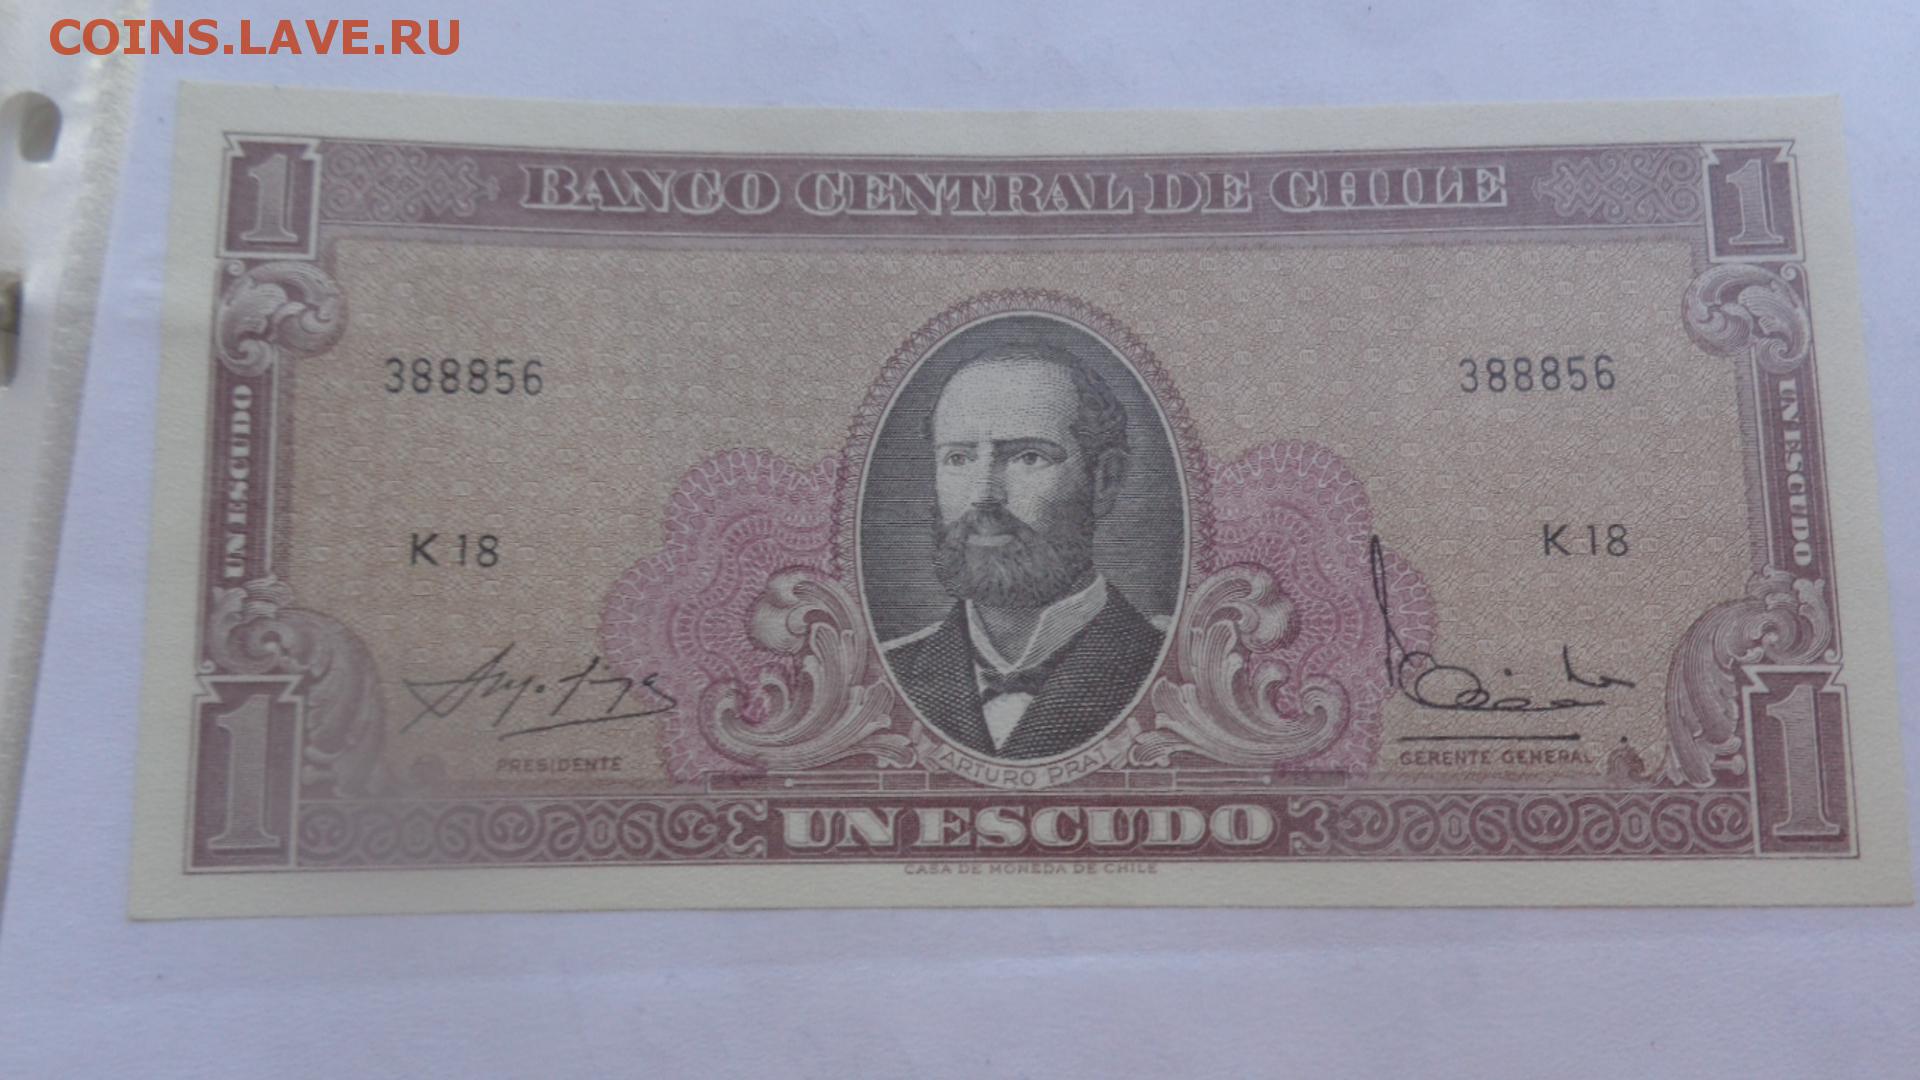 COINS.LAVE.RU
1 BANCO CENTRAL DE CHILE 1
388856 388856
UN ESCUDO UN ESCUDO
K 18 K 18
PRESIDENTE GERENTE GENERAL
ARTURO PRAT
1 UN ESCUDO 1
CASA DE MONEDA DE CHILE